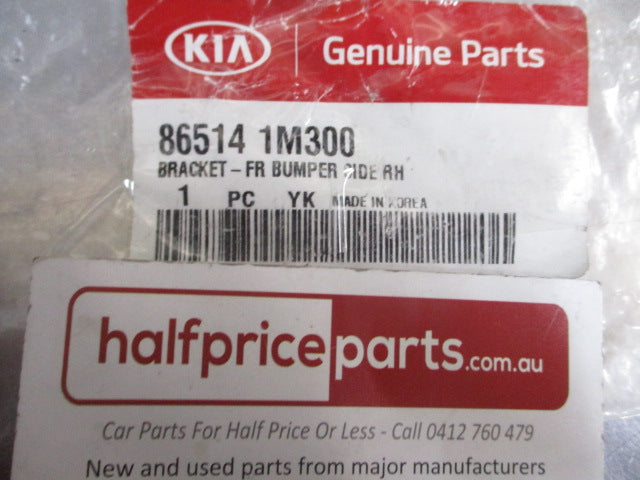 KIA Genuine Parts
86514 1M300
BRACKET-FR BUMPER SIDE RH
1 PC YK MADE IN KOREA
halfpriceparts.com.au
Car Parts For Half Price Or Less - Call 0412 760 479
New and used parts from major manufacturers